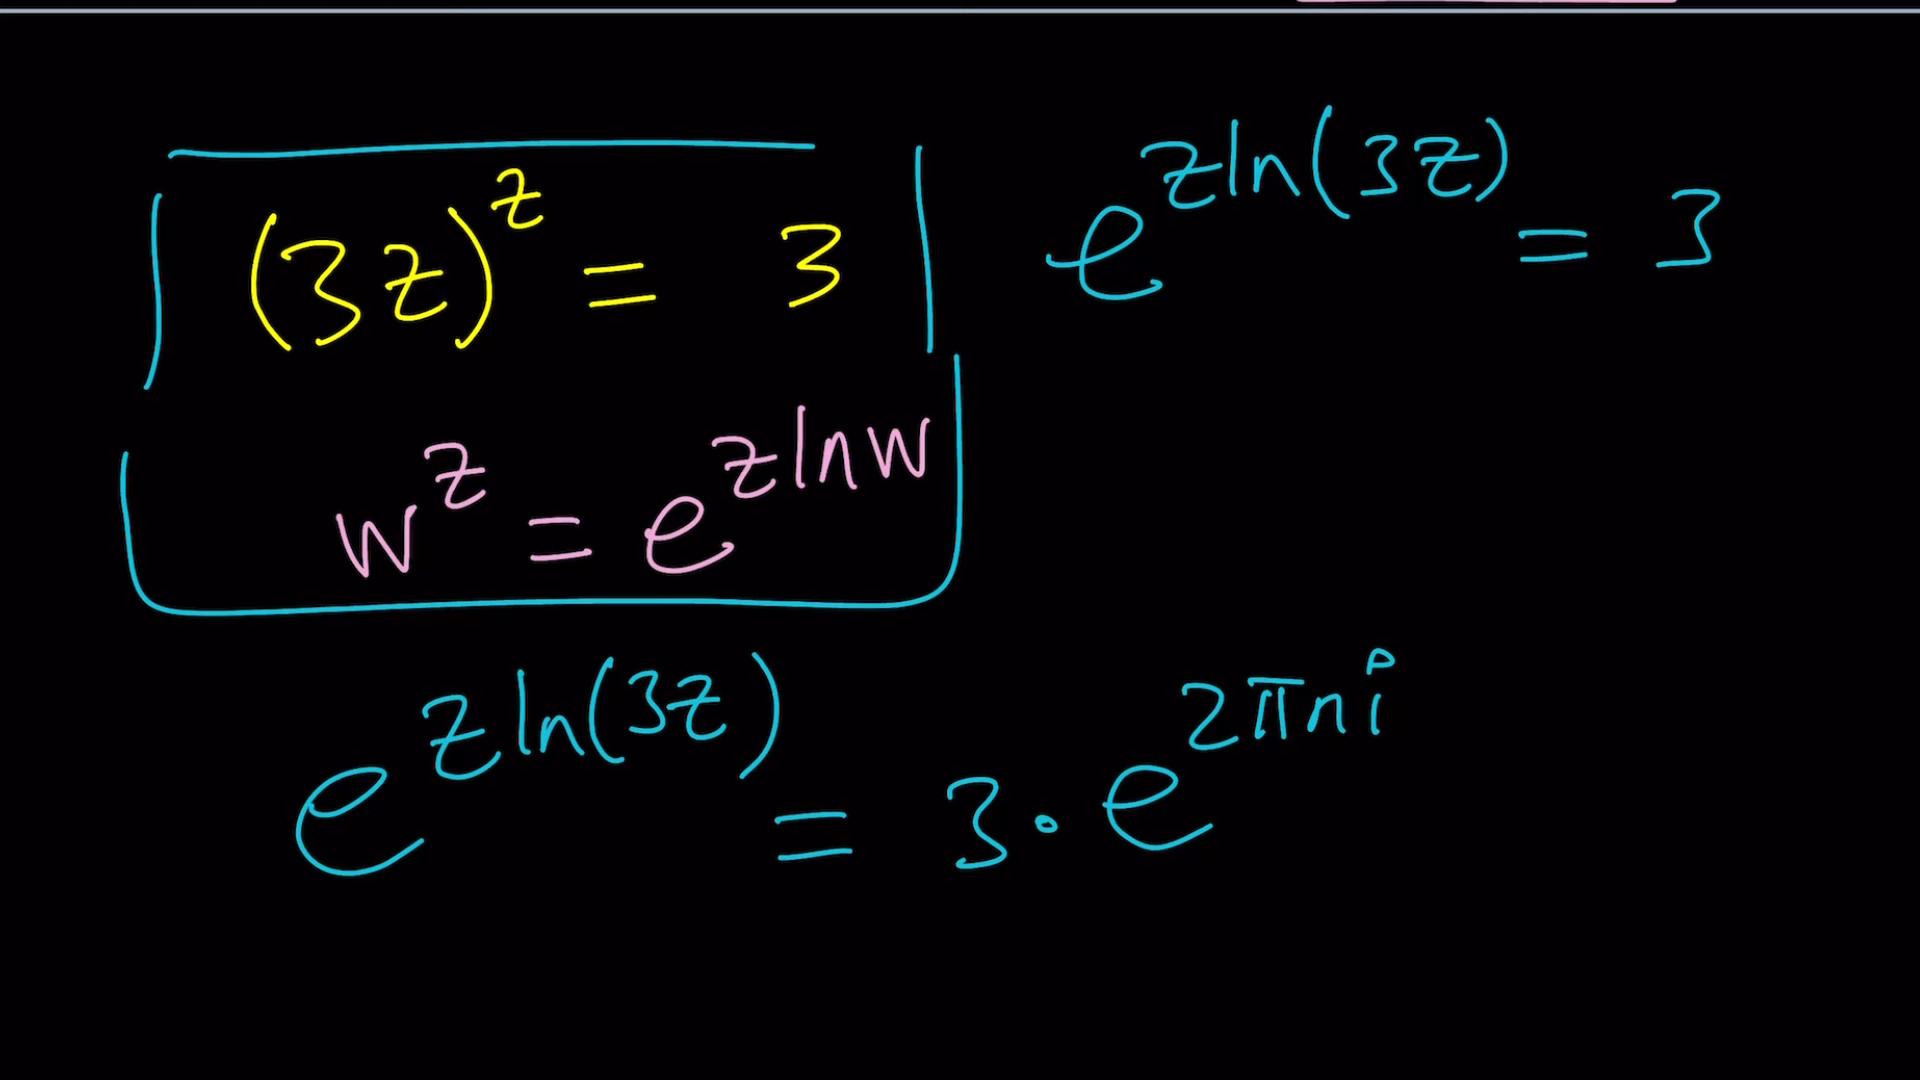 (3z)^z = 3
e^{z ln(3z)} = 3
w^z = e^{z ln w}
e^{z ln(3z)} = 3 · e^{2πni}